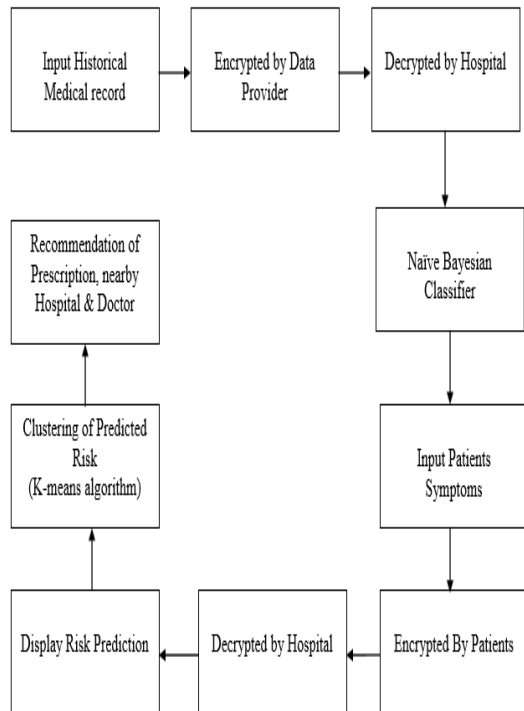 Input Historical
Medical record
Encrypted by Data
Provider
Decrypted by Hospital
Naïve Bayesian
Classifier
Input Patients
Symptoms
Encrypted By Patients
Decrypted by Hospital
Display Risk Prediction
Clustering of Predicted
Risk
(K-means algorithm)
Recommendation of
Prescription, nearby
Hospital & Doctor